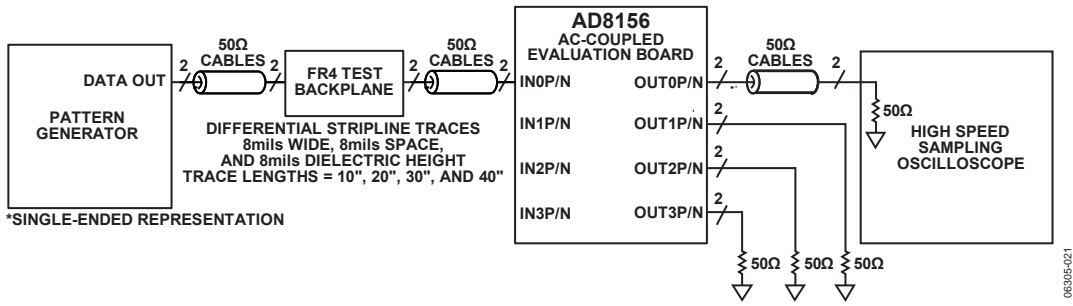 AD8156
AC-COUPLED
EVALUATION BOARD
PATTERN
GENERATOR
DATA OUT
2
50Ω
CABLES
2
FR4 TEST
BACKPLANE
2
50Ω
CABLES
2
IN0P/N
IN1P/N
IN2P/N
IN3P/N
OUT0P/N
OUT1P/N
OUT2P/N
OUT3P/N
2
2
2
2
50Ω
CABLES
2
50Ω
HIGH SPEED
SAMPLING
OSCILLOSCOPE
DIFFERENTIAL STRIPLINE TRACES
8mils WIDE, 8mils SPACE,
AND 8mils DIELECTRIC HEIGHT
TRACE LENGTHS = 10", 20", 30", AND 40"
*SINGLE-ENDED REPRESENTATION
50Ω
50Ω
50Ω
06305-021